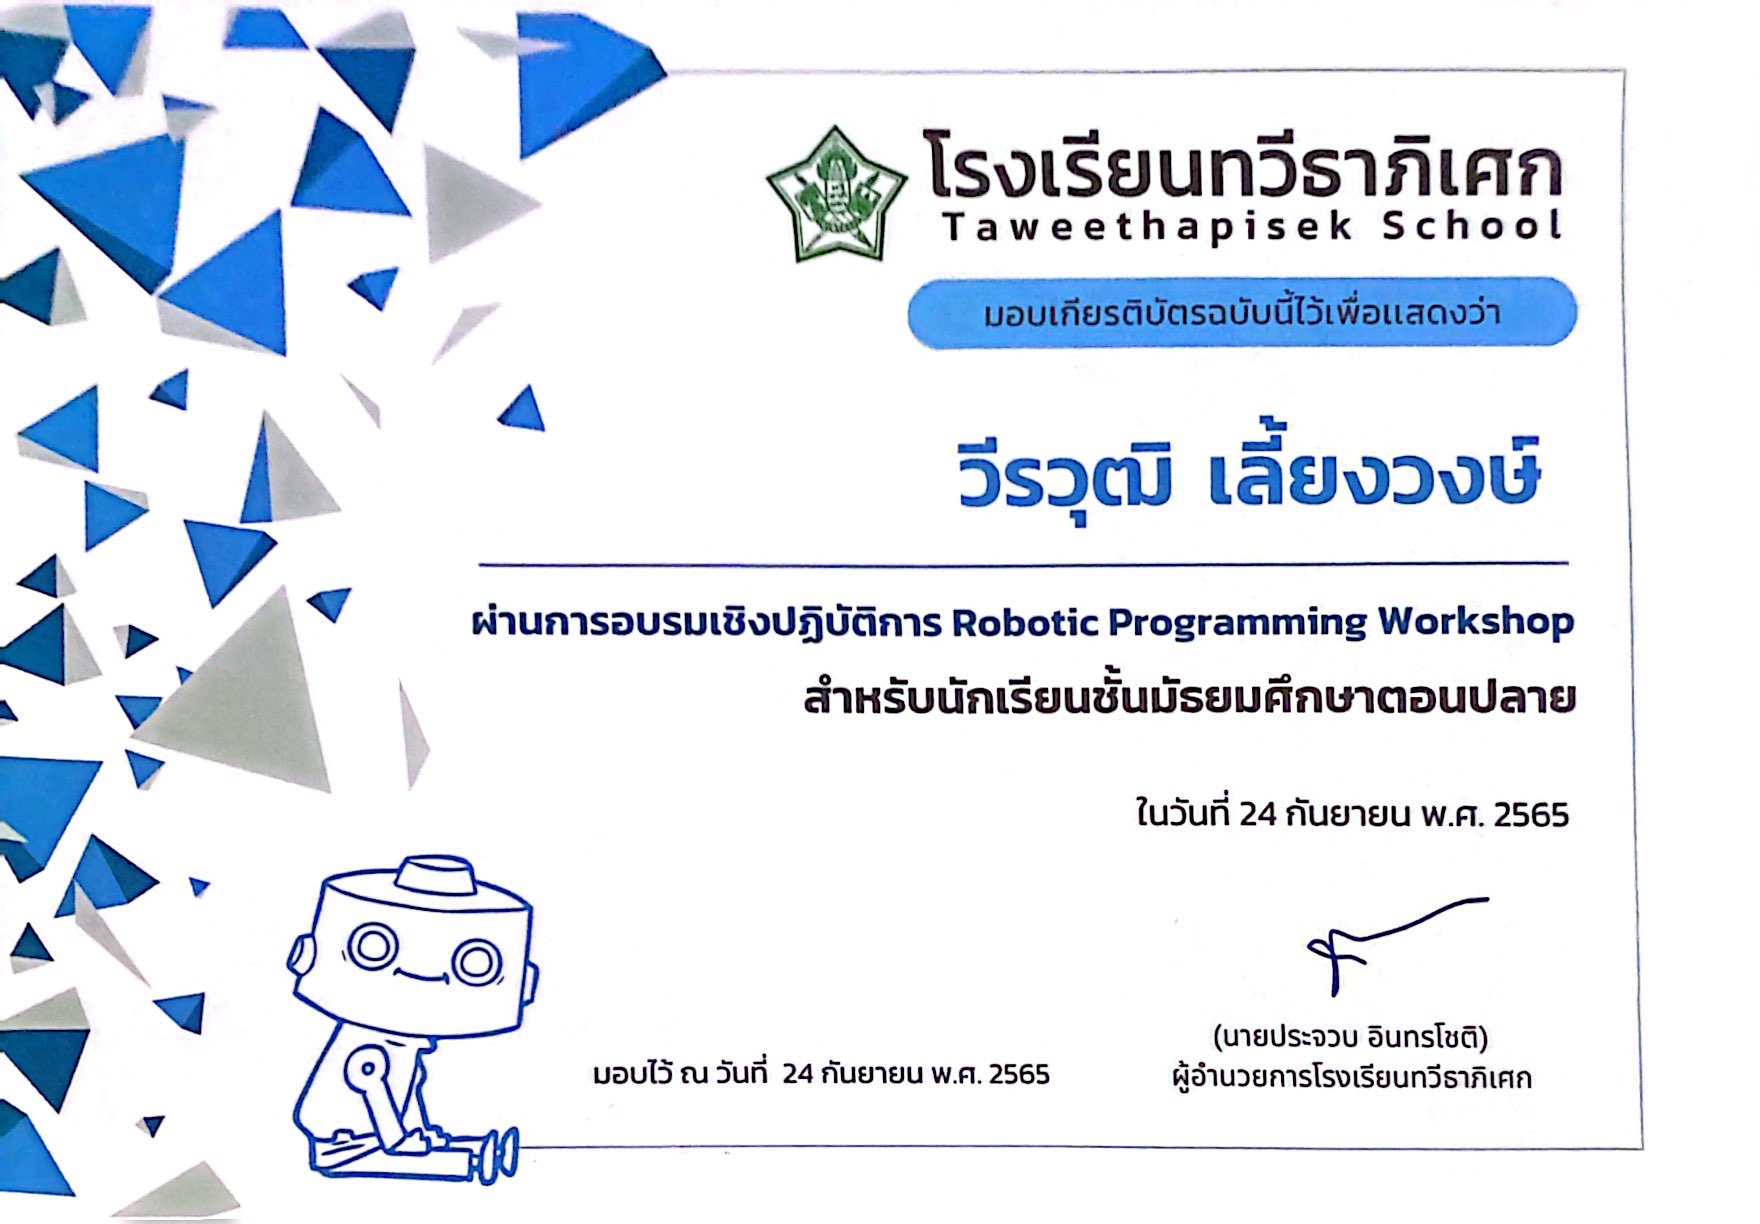 โรงเรียนทวีธาภิเศก
Taweethapisek School
มอบเกียรติบัตรฉบับนี้ไว้เพื่อแสดงว่า
วีรวุฒิ เลี้ยงวงษ์
ผ่านการอบรมเชิงปฏิบัติการ Robotic Programming Workshop
สำหรับนักเรียนชั้นมัธยมศึกษาตอนปลาย
ในวันที่ 24 กันยายน พ.ศ. 2565
(นายประจวบ อินทรโชติ)
ผู้อำนวยการโรงเรียนทวีธาภิเศก
มอบไว้ ณ วันที่ 24 กันยายน พ.ศ. 2565